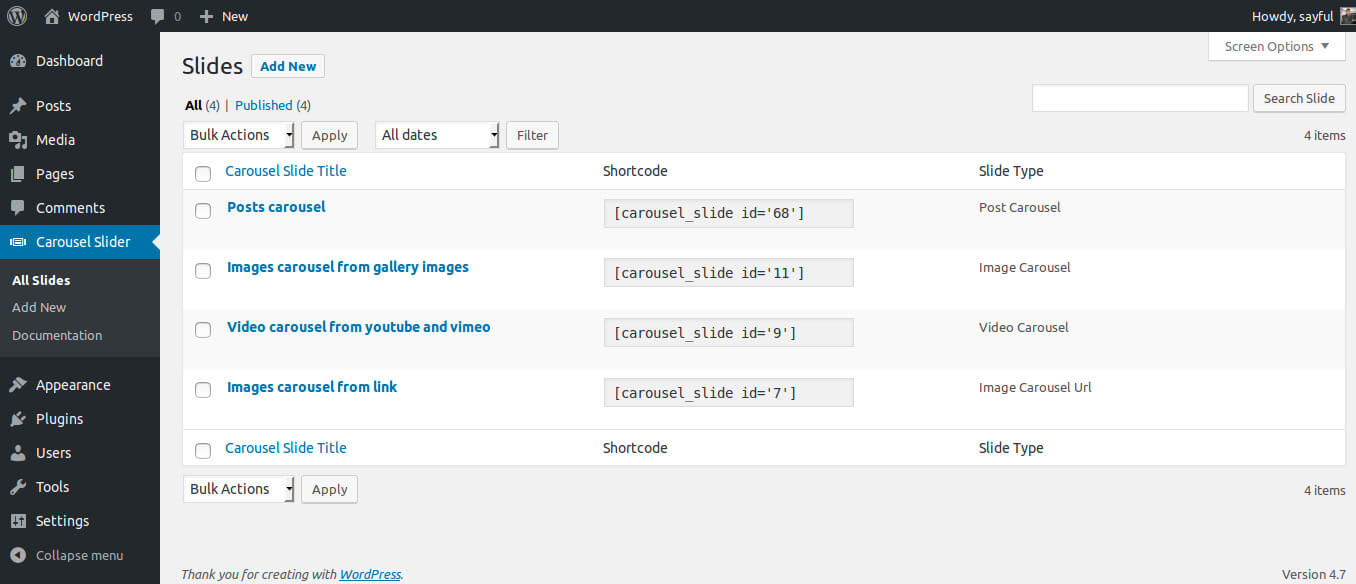 WordPress 0 New Howdy, sayful
Dashboard
Posts
Media
Pages
Comments
Carousel Slider
All Slides
Add New
Documentation
Appearance
Plugins
Users
Tools
Settings
Collapse menu
Screen Options
Slides Add New
All (4) | Published (4)
Search Slide
Bulk Actions Apply All dates Filter 4 items
Carousel Slide Title Shortcode Slide Type
Posts carousel [carousel_slide id='68'] Post Carousel
Images carousel from gallery images [carousel_slide id='11'] Image Carousel
Video carousel from youtube and vimeo [carousel_slide id='9'] Video Carousel
Images carousel from link [carousel_slide id='7'] Image Carousel Url
Carousel Slide Title Shortcode Slide Type
Bulk Actions Apply 4 items
Thank you for creating with WordPress. Version 4.7